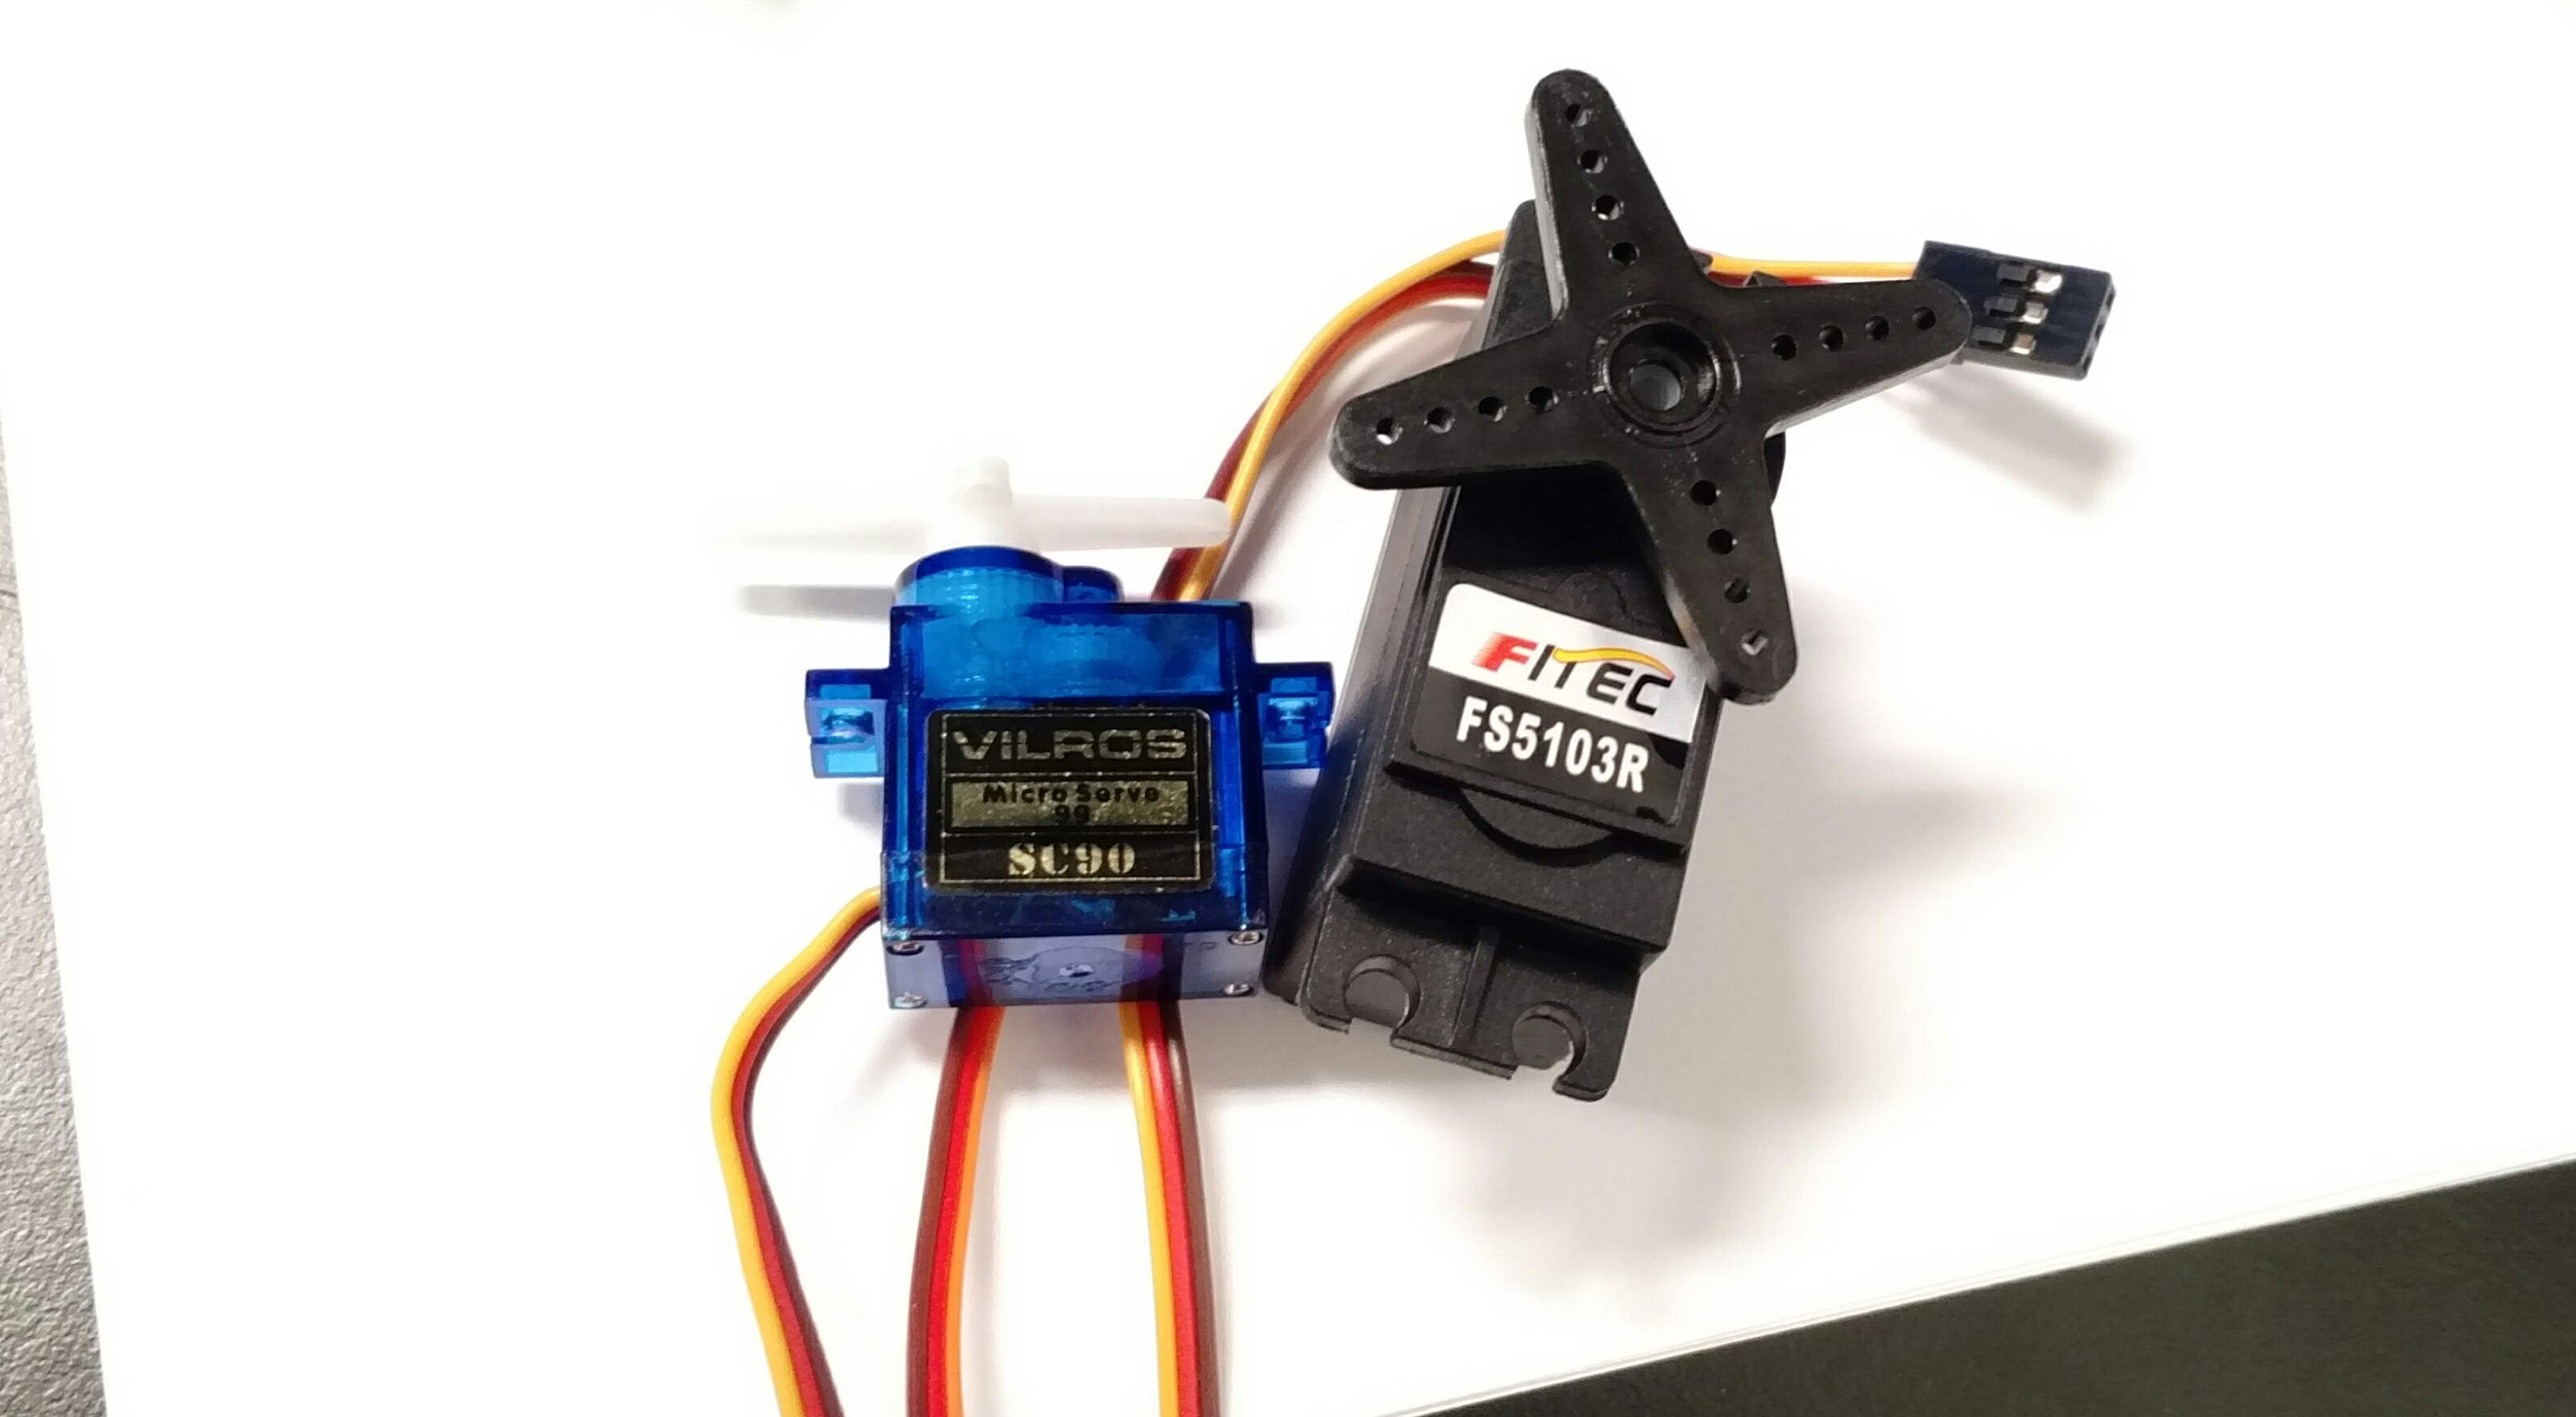 VILROS
Micro Servo
9g
SC90
FITEC
FS5103R